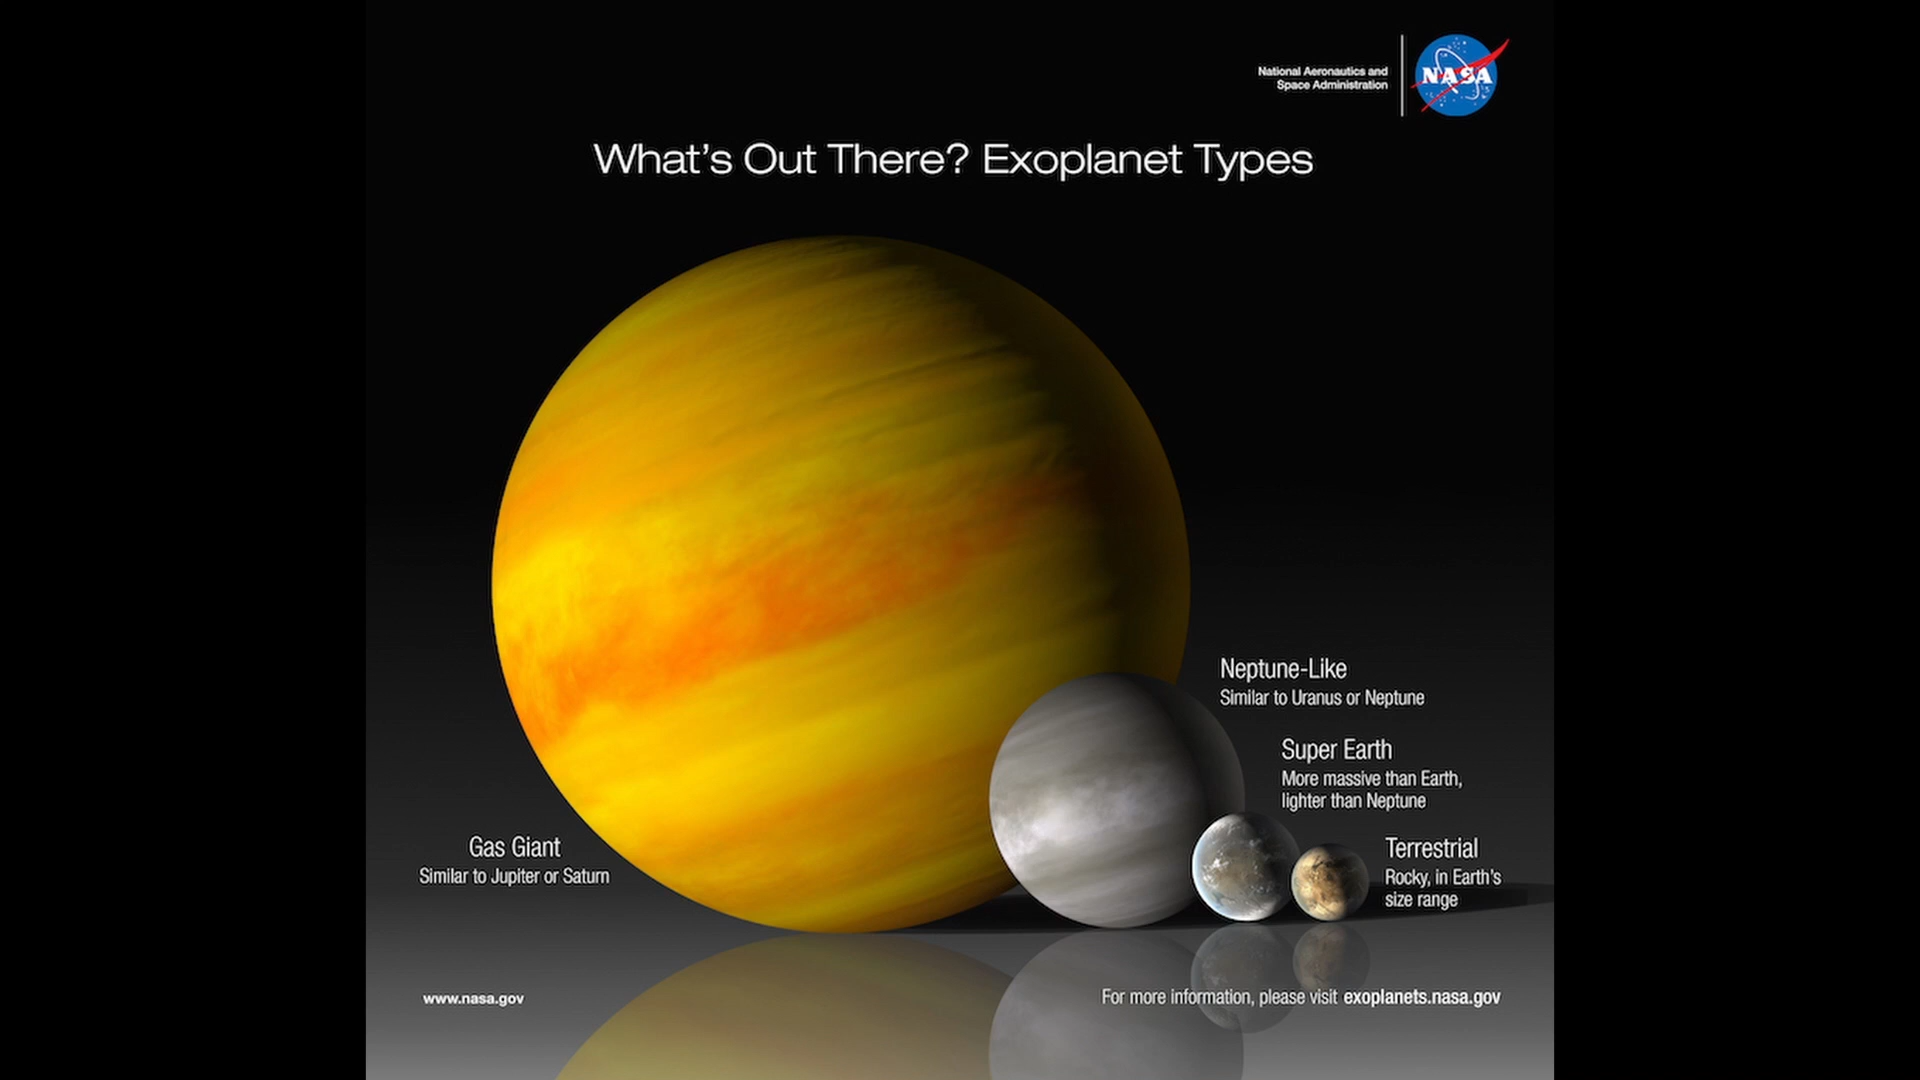 National Aeronautics and
Space Administration
NASA
What's Out There? Exoplanet Types
Neptune-Like
Similar to Uranus or Neptune
Super Earth
More massive than Earth,
lighter than Neptune
Gas Giant
Similar to Jupiter or Saturn
Terrestrial
Rocky, in Earth's
size range
www.nasa.gov
For more information, please visit exoplanets.nasa.gov